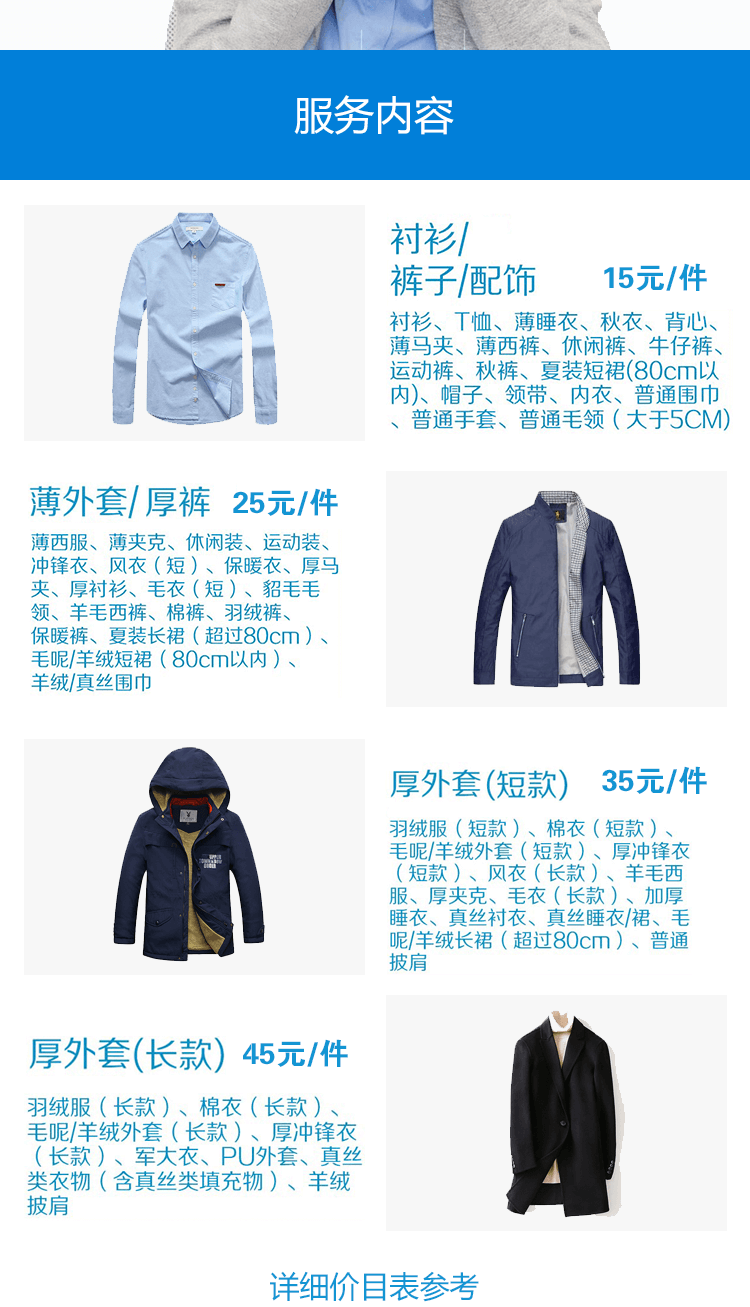 服务内容
衬衫/
裤子/配饰 15元/件
衬衫、T恤、薄睡衣、秋衣、背心、
薄马夹、薄西裤、休闲裤、牛仔裤、
运动裤、秋裤、夏装短裙(80cm以
内)、帽子、领带、内衣、普通围巾
、普通手套、普通毛领（大于5CM)
薄外套/厚裤 25元/件
薄西服、薄夹克、休闲装、运动装、
冲锋衣、风衣（短）、保暖衣、厚马
夹、厚衬衫、毛衣（短）、貂毛毛
领、羊毛西裤、棉裤、羽绒裤、
保暖裤、夏装长裙（超过80cm）、
毛呢/羊绒短裙（80cm以内）、
羊绒/真丝围巾
厚外套(短款) 35元/件
羽绒服（短款）、棉衣（短款）、
毛呢/羊绒外套（短款）、厚冲锋衣
（短款）、风衣（长款）、羊毛西
服、厚夹克、毛衣（长款）、加厚
睡衣、真丝衬衣、真丝睡衣/裙、毛
呢/羊绒长裙（超过80cm）、普通
披肩
厚外套(长款) 45元/件
羽绒服（长款）、棉衣（长款）、
毛呢/羊绒外套（长款）、厚冲锋衣
（长款）、军大衣、PU外套、真丝
类衣物（含真丝类填充物）、羊绒
披肩
详细价目表参考